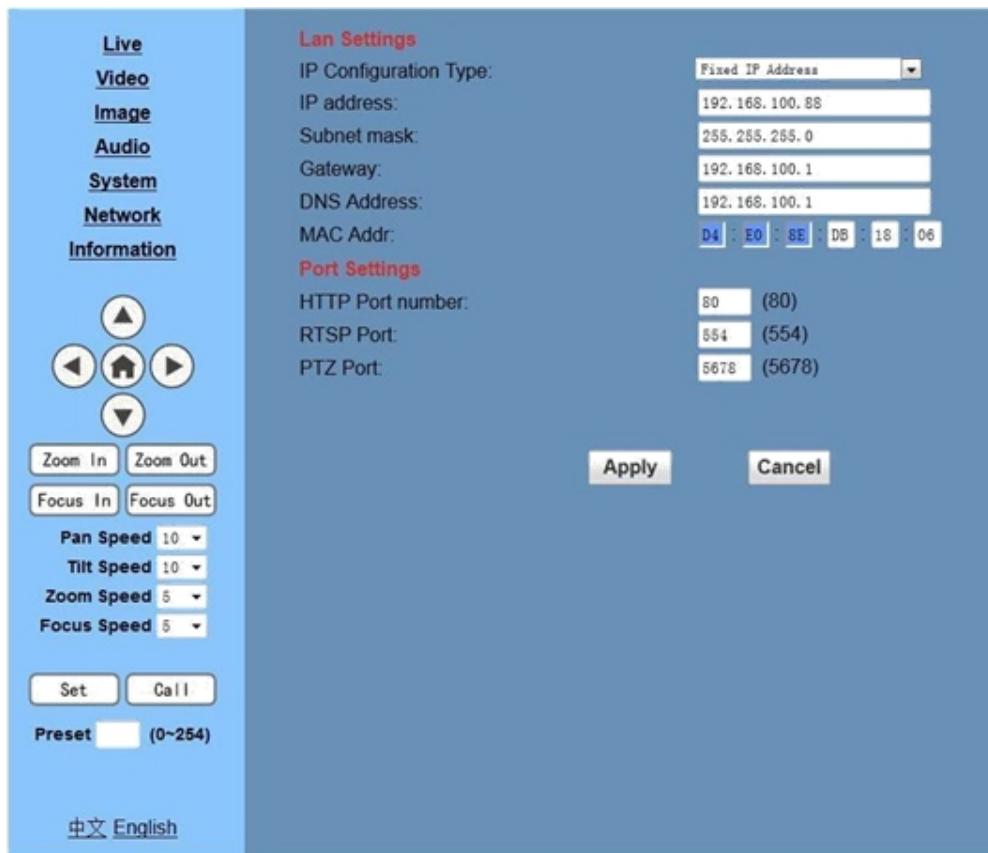 Live
Video
Image
Audio
System
Network
Information
Zoom In Zoom Out
Focus In Focus Out
Pan Speed 10
Tilt Speed 10
Zoom Speed 5
Focus Speed 5
Set Call
Preset (0~254)
中文 English
Lan Settings
IP Configuration Type: Fixed IP Address
IP address: 192.168.100.88
Subnet mask: 255.255.255.0
Gateway: 192.168.100.1
DNS Address: 192.168.100.1
MAC Addr: D4 : E0 : 8E : DB : 18 : 06
Port Settings
HTTP Port number: 80 (80)
RTSP Port: 554 (554)
PTZ Port: 5678 (5678)
Apply Cancel